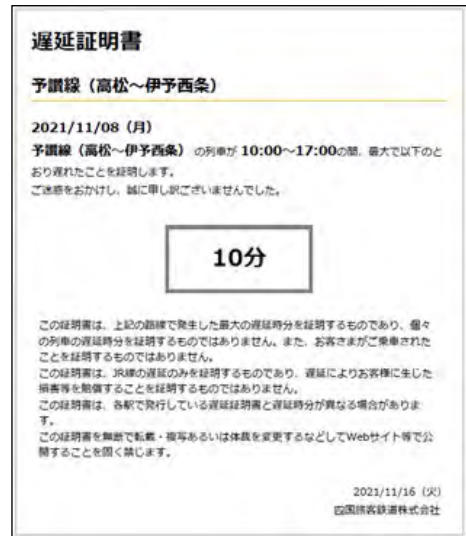 遅延証明書
予讃線（高松～伊予西条）
2021/11/08（月）
予讃線（高松～伊予西条） の列車が 10:00～17:00の間、最大で以下のと
おり遅れたことを証明します。
ご迷惑をおかけし、誠に申し訳ございませんでした。
10分
この証明書は、上記の路線で発生した最大の遅延時分を証明するものであり、個々
の列車の遅延時分を証明するものではありません。また、お客さまがご乗車された
ことを証明するものではありません。
この証明書は、JR線の遅延のみを証明するものであり、遅延によりお客様に生じた
損害等を賠償することを証明するものではありません。
この証明書は、各駅で発行している遅延証明書と遅延時分が異なる場合がありま
す。
この証明書を無断で転載・複写あるいは体裁を変更するなどしてWebサイト等で公
開することを固く禁じます。
2021/11/16（火）
四国旅客鉄道株式会社